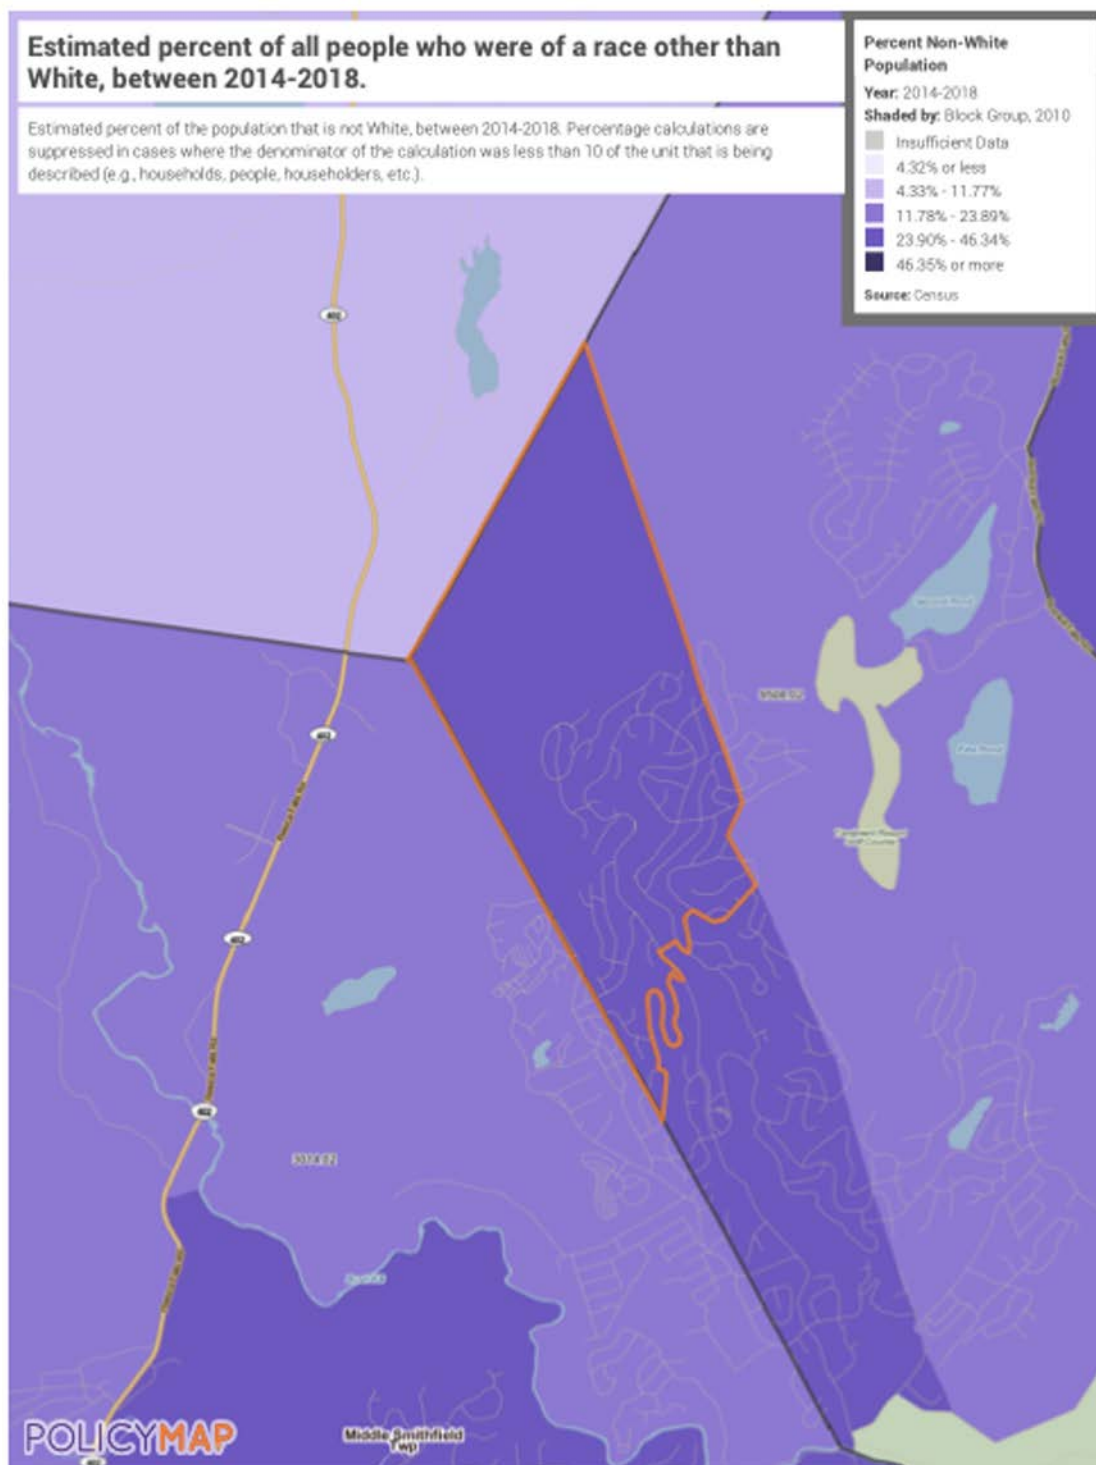 Estimated percent of all people who were of a race other than
White, between 2014-2018.
Estimated percent of the population that is not White, between 2014-2018. Percentage calculations are
suppressed in cases where the denominator of the calculation was less than 10 of the unit that is being
described (e.g., households, people, householders, etc.).
Percent Non-White
Population
Year: 2014-2018
Shaded by: Block Group, 2010
Insufficient Data
4.32% or less
4.33% - 11.77%
11.78% - 23.89%
23.90% - 46.34%
46.35% or more
Source: Census
402
9508.02
402
402
402
3014.02
Middle Smithfield
Twp
POLICYMAP